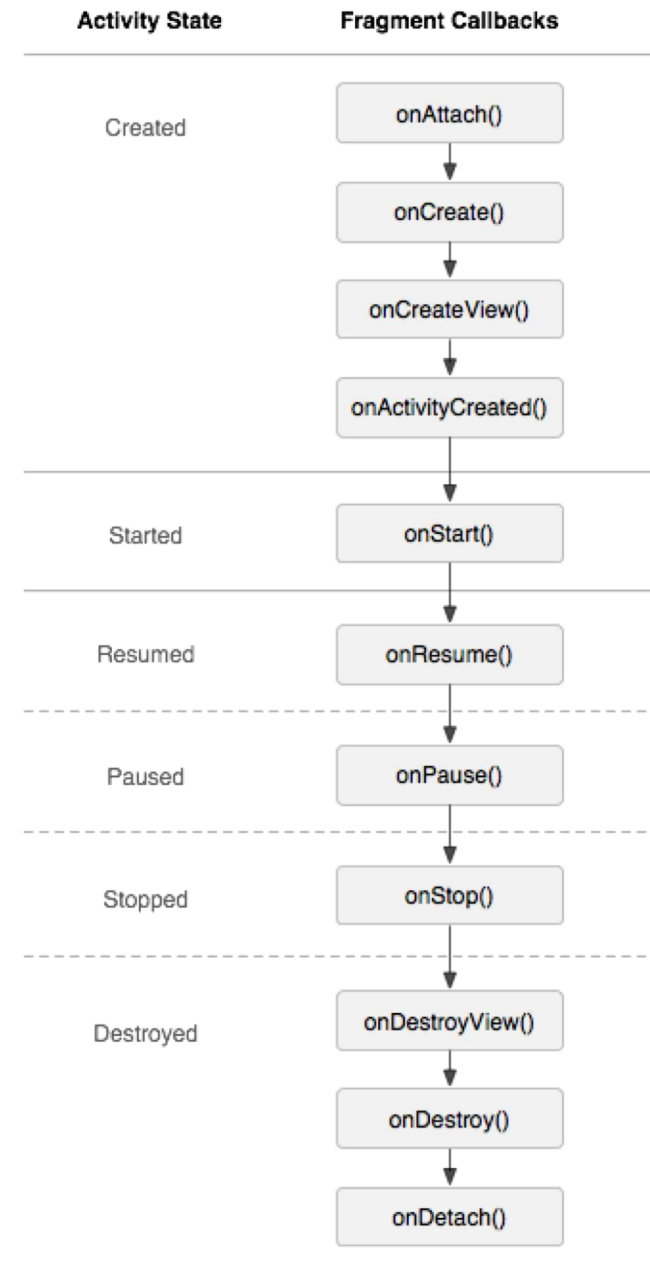 Activity State Fragment Callbacks
Created
onAttach()
onCreate()
onCreateView()
onActivityCreated()
Started onStart()
Resumed onResume()
Paused onPause()
Stopped onStop()
Destroyed onDestroyView()
onDestroy()
onDetach()